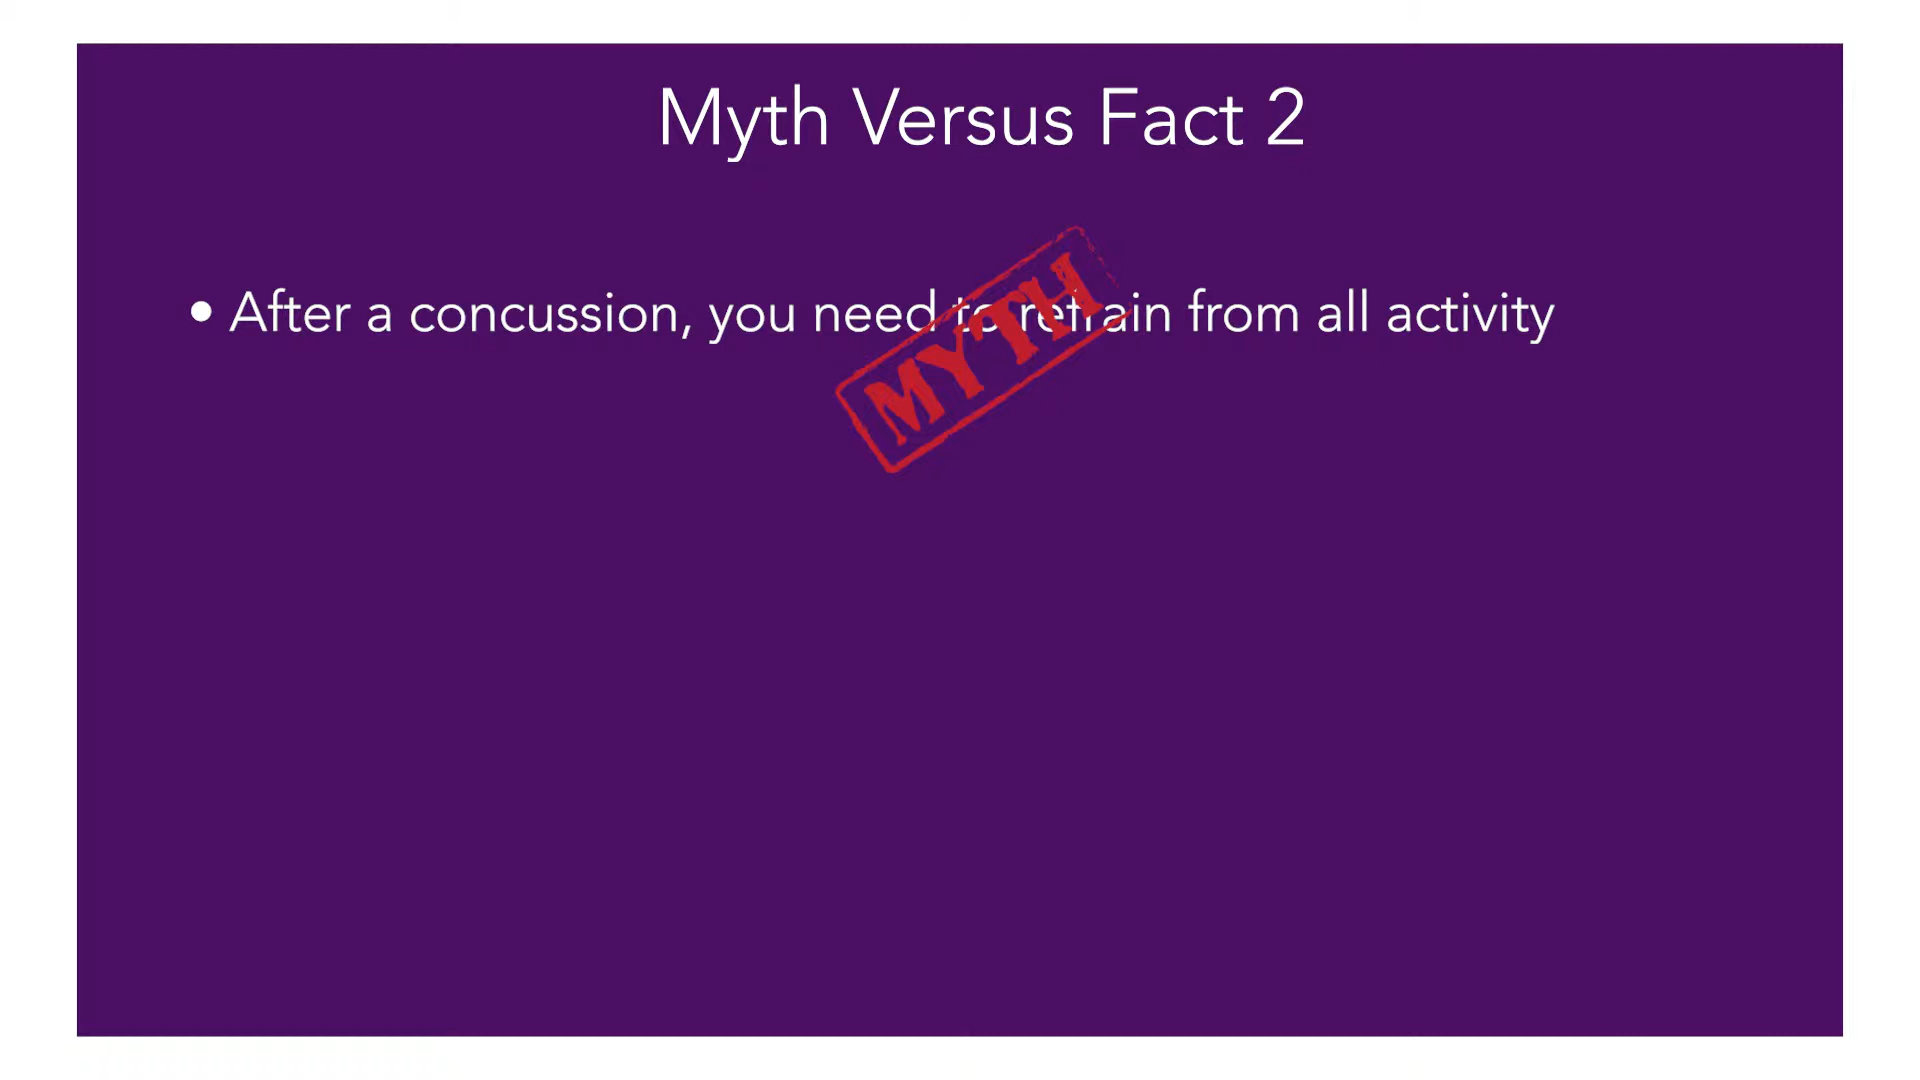 Myth Versus Fact 2
• After a concussion, you need to refrain from all activity
MYTH